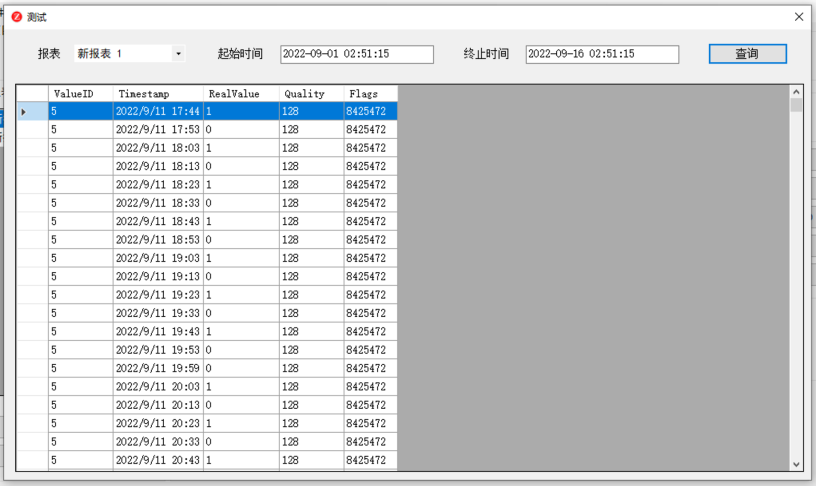 测试
报表 新报表 1 起始时间 2022-09-01 02:51:15 终止时间 2022-09-16 02:51:15 查询
ValueID Timestamp RealValue Quality Flags
5 2022/9/11 17:44 1 128 8425472
5 2022/9/11 17:53 0 128 8425472
5 2022/9/11 18:03 1 128 8425472
5 2022/9/11 18:13 0 128 8425472
5 2022/9/11 18:23 1 128 8425472
5 2022/9/11 18:33 0 128 8425472
5 2022/9/11 18:43 1 128 8425472
5 2022/9/11 18:53 0 128 8425472
5 2022/9/11 19:03 1 128 8425472
5 2022/9/11 19:13 0 128 8425472
5 2022/9/11 19:23 1 128 8425472
5 2022/9/11 19:33 0 128 8425472
5 2022/9/11 19:43 1 128 8425472
5 2022/9/11 19:53 0 128 8425472
5 2022/9/11 19:59 0 128 8425472
5 2022/9/11 20:03 1 128 8425472
5 2022/9/11 20:13 0 128 8425472
5 2022/9/11 20:23 1 128 8425472
5 2022/9/11 20:33 0 128 8425472
5 2022/9/11 20:43 1 128 8425472